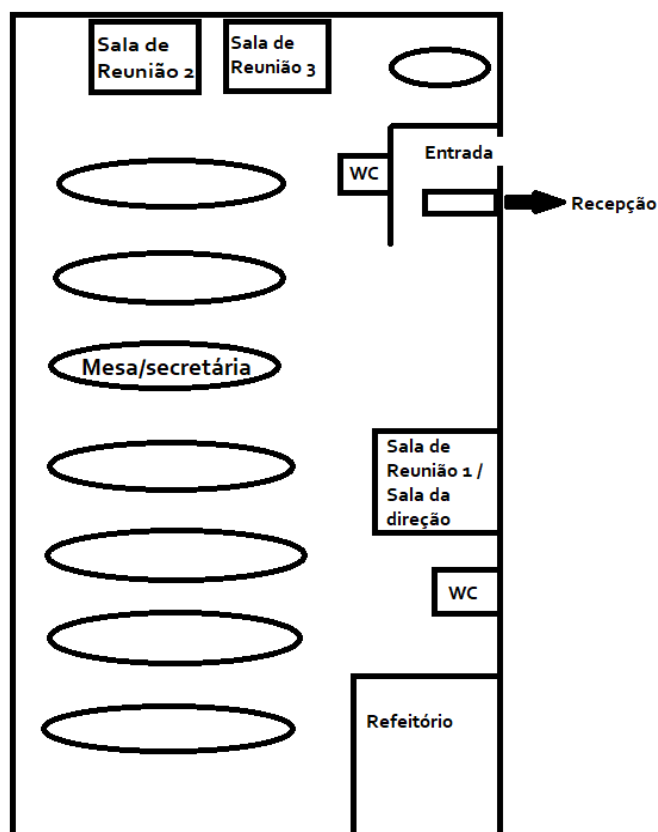 Sala de
Reunião 2
Sala de
Reunião 3
Entrada
WC
Recepção
Mesa/secretária
Sala de
Reunião 1 /
Sala da
direção
WC
Refeitório